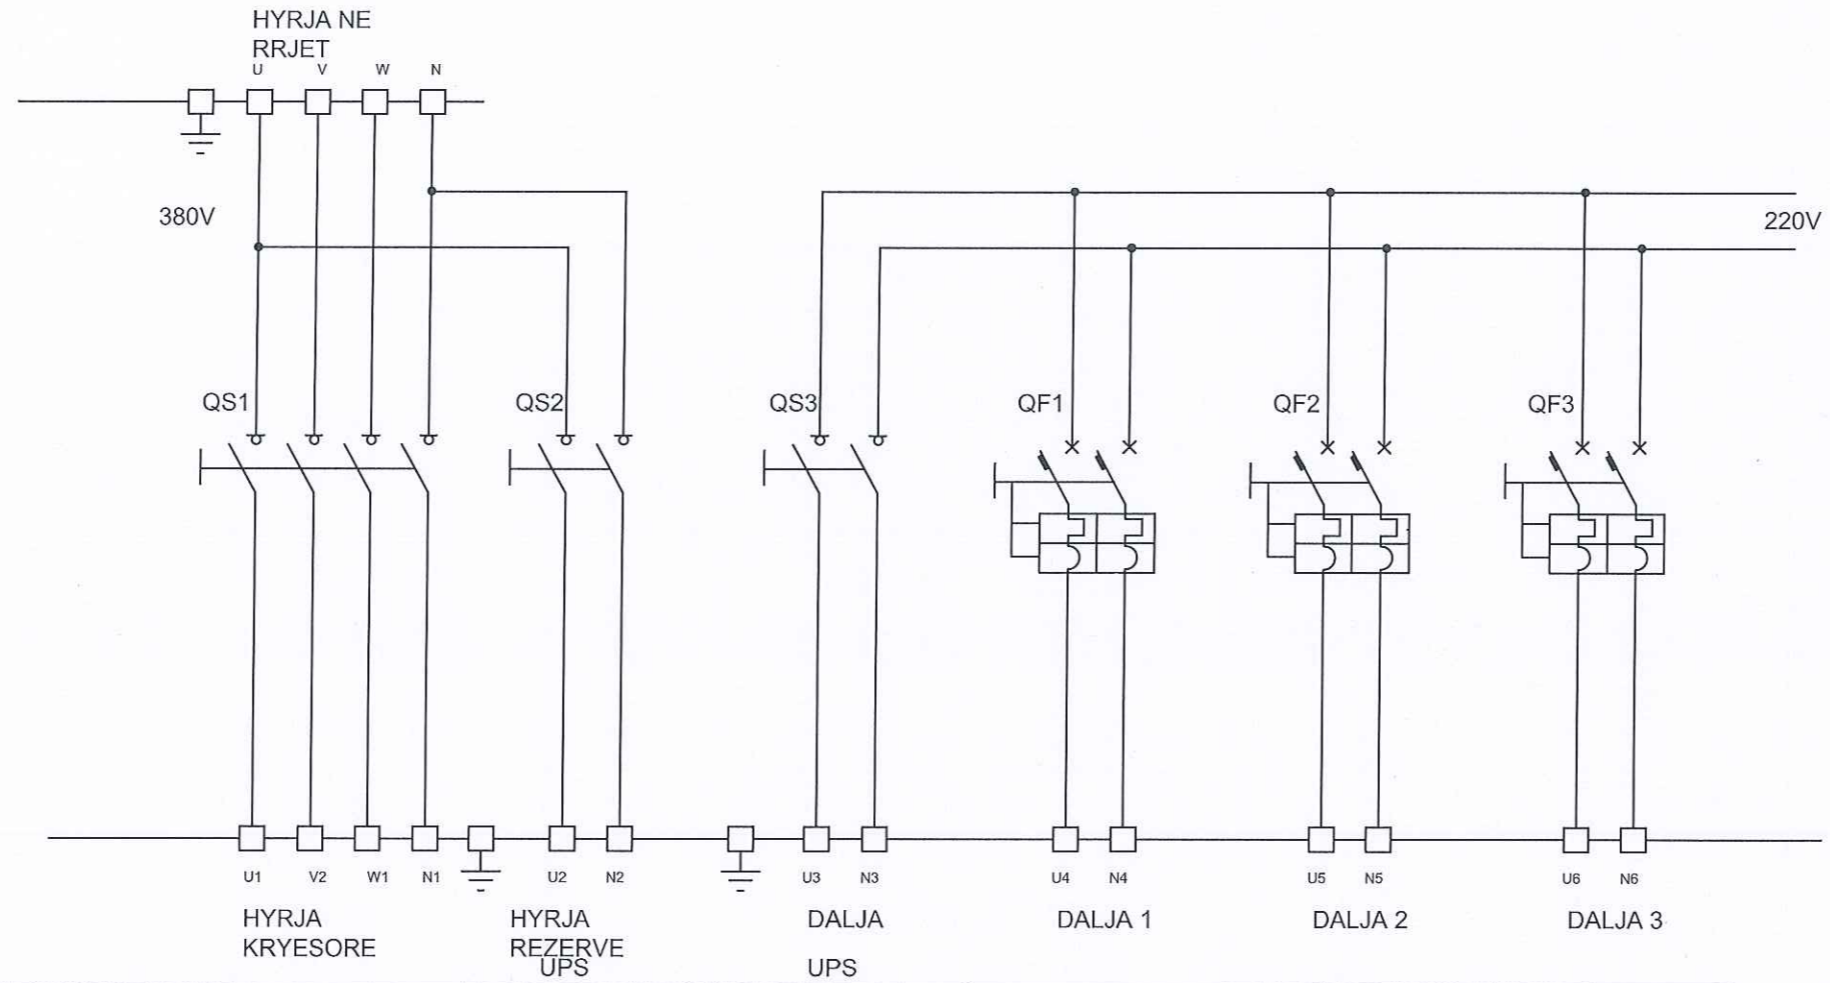 HYRJA NE
RRJET
U V W N
380V
220V
QS1 QS2 QS3 QF1 QF2 QF3
U1 V2 W1 N1 U2 N2 U3 N3 U4 N4 U5 N5 U6 N6
HYRJA
KRYESORE
HYRJA
REZERVE
UPS
DALJA
UPS
DALJA 1
DALJA 2
DALJA 3